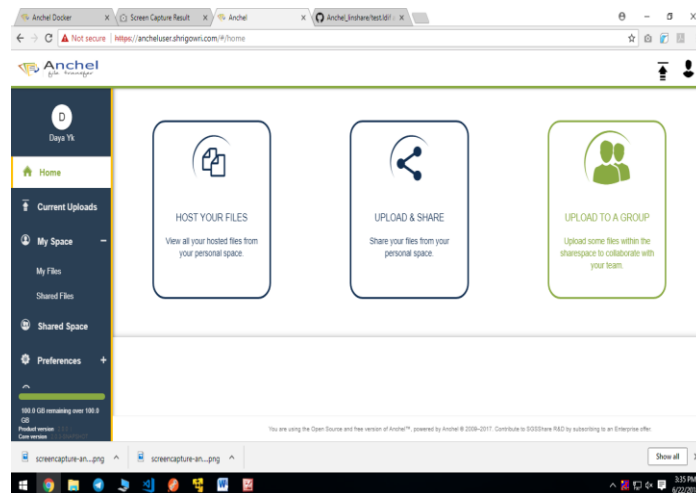 Anchel Docker
Screen Capture Result
Anchel
Anchel_linshare/test.ldif
Not secure
https://ancheluser.shrigowri.com/#/home
Anchel
file transfer
D
Daya Yk
Home
Current Uploads
My Space
My Files
Shared Files
Shared Space
Preferences
100.0 GB remaining over 100.0
GB
Product version
Core version
HOST YOUR FILES
View all your hosted files from
your personal space.
UPLOAD & SHARE
Share your files from your
personal space.
UPLOAD TO A GROUP
Upload some files within the
sharespace to collaborate with
your team.
You are using the Open Source and free version of Anchel™, powered by Anchel © 2009–2017. Contribute to SGSShare R&D by subscribing to an Enterprise offer.
screencapture-an....png
screencapture-an....png
Show all
3:35 PM